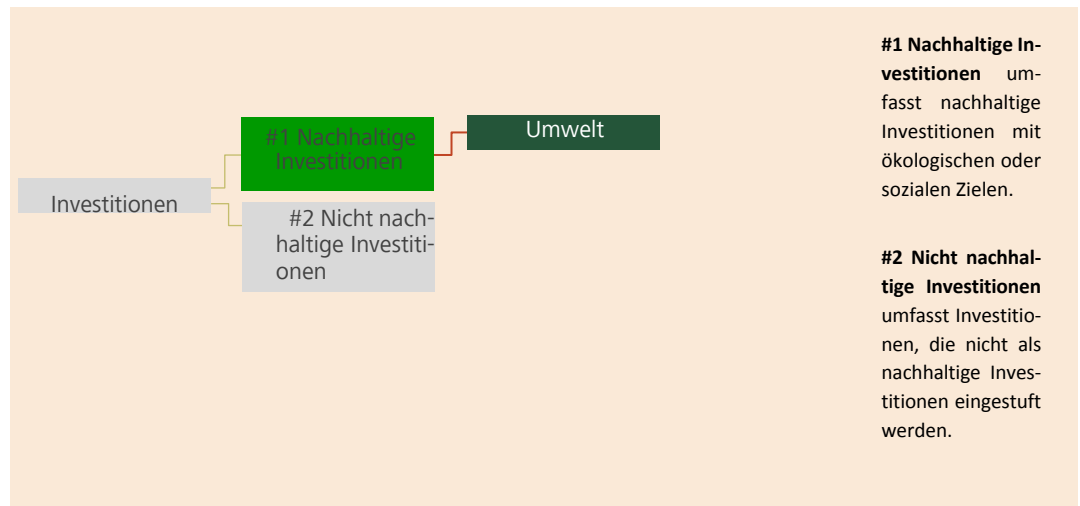 Investitionen
#1 Nachhaltige
Investitionen
#2 Nicht nach-
haltige Investiti-
onen
Umwelt
#1 Nachhaltige In-
vestitionen um-
fasst nachhaltige
Investitionen mit
ökologischen oder
sozialen Zielen.
#2 Nicht nachhal-
tige Investitionen
umfasst Investitio-
nen, die nicht als
nachhaltige Inves-
titionen eingestuft
werden.